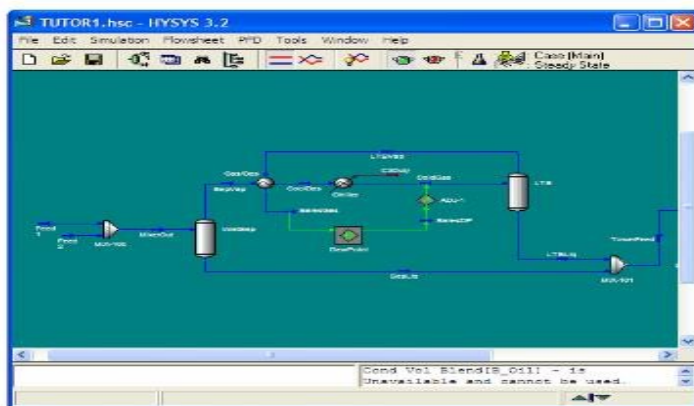 TUTOR1.hsc - HYSYS 3.2
File Edit Simulation Flowsheet PFD Tools Window Help
Case [Main]
Steady State
LTSVap
Gas/Gas
SepVap
CoolGas
Chiller
ColdGas
LTS
ADJ-1
SalesGas
SalesDP
DewPoint
Feed 1
Feed 2
MIX-100
MixerOut
InletSep
TowerFeed
LTSLiq
SepLiq
MIX-101
Cond Vol Blend[B_Oil] - is
Unavailable and cannot be used.